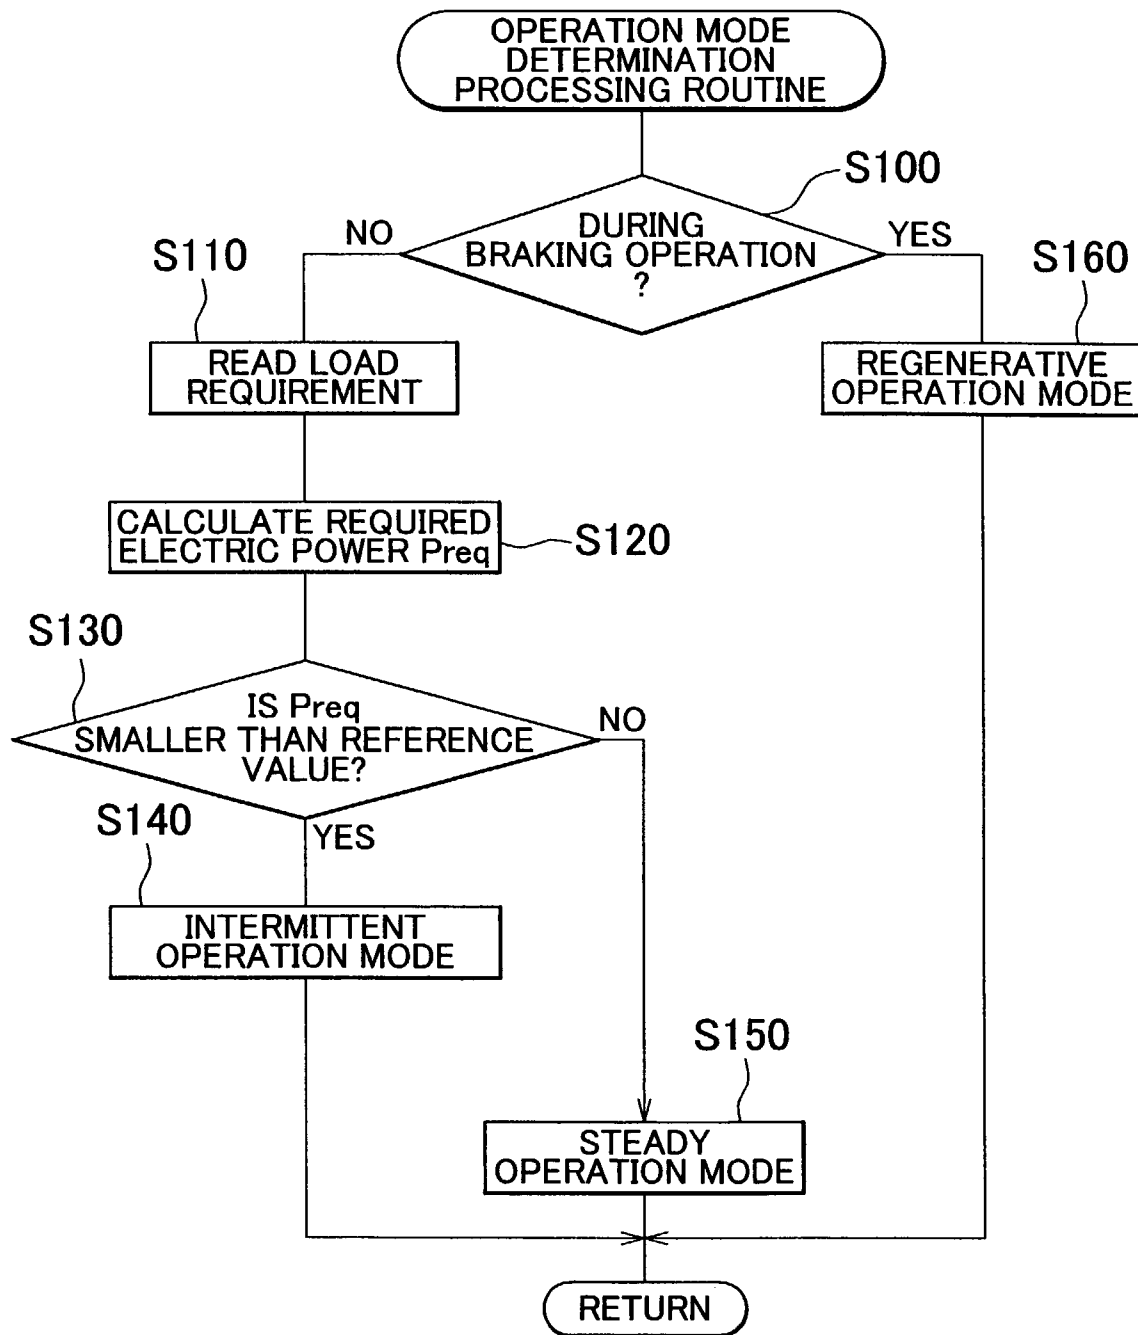 OPERATION MODE
DETERMINATION
PROCESSING ROUTINE
S100
DURING
BRAKING OPERATION
?
NO
YES
S110
S160
READ LOAD
REQUIREMENT
REGENERATIVE
OPERATION MODE
CALCULATE REQUIRED
ELECTRIC POWER Preq
S120
S130
IS Preq
SMALLER THAN REFERENCE
VALUE?
NO
YES
S140
INTERMITTENT
OPERATION MODE
S150
STEADY
OPERATION MODE
RETURN